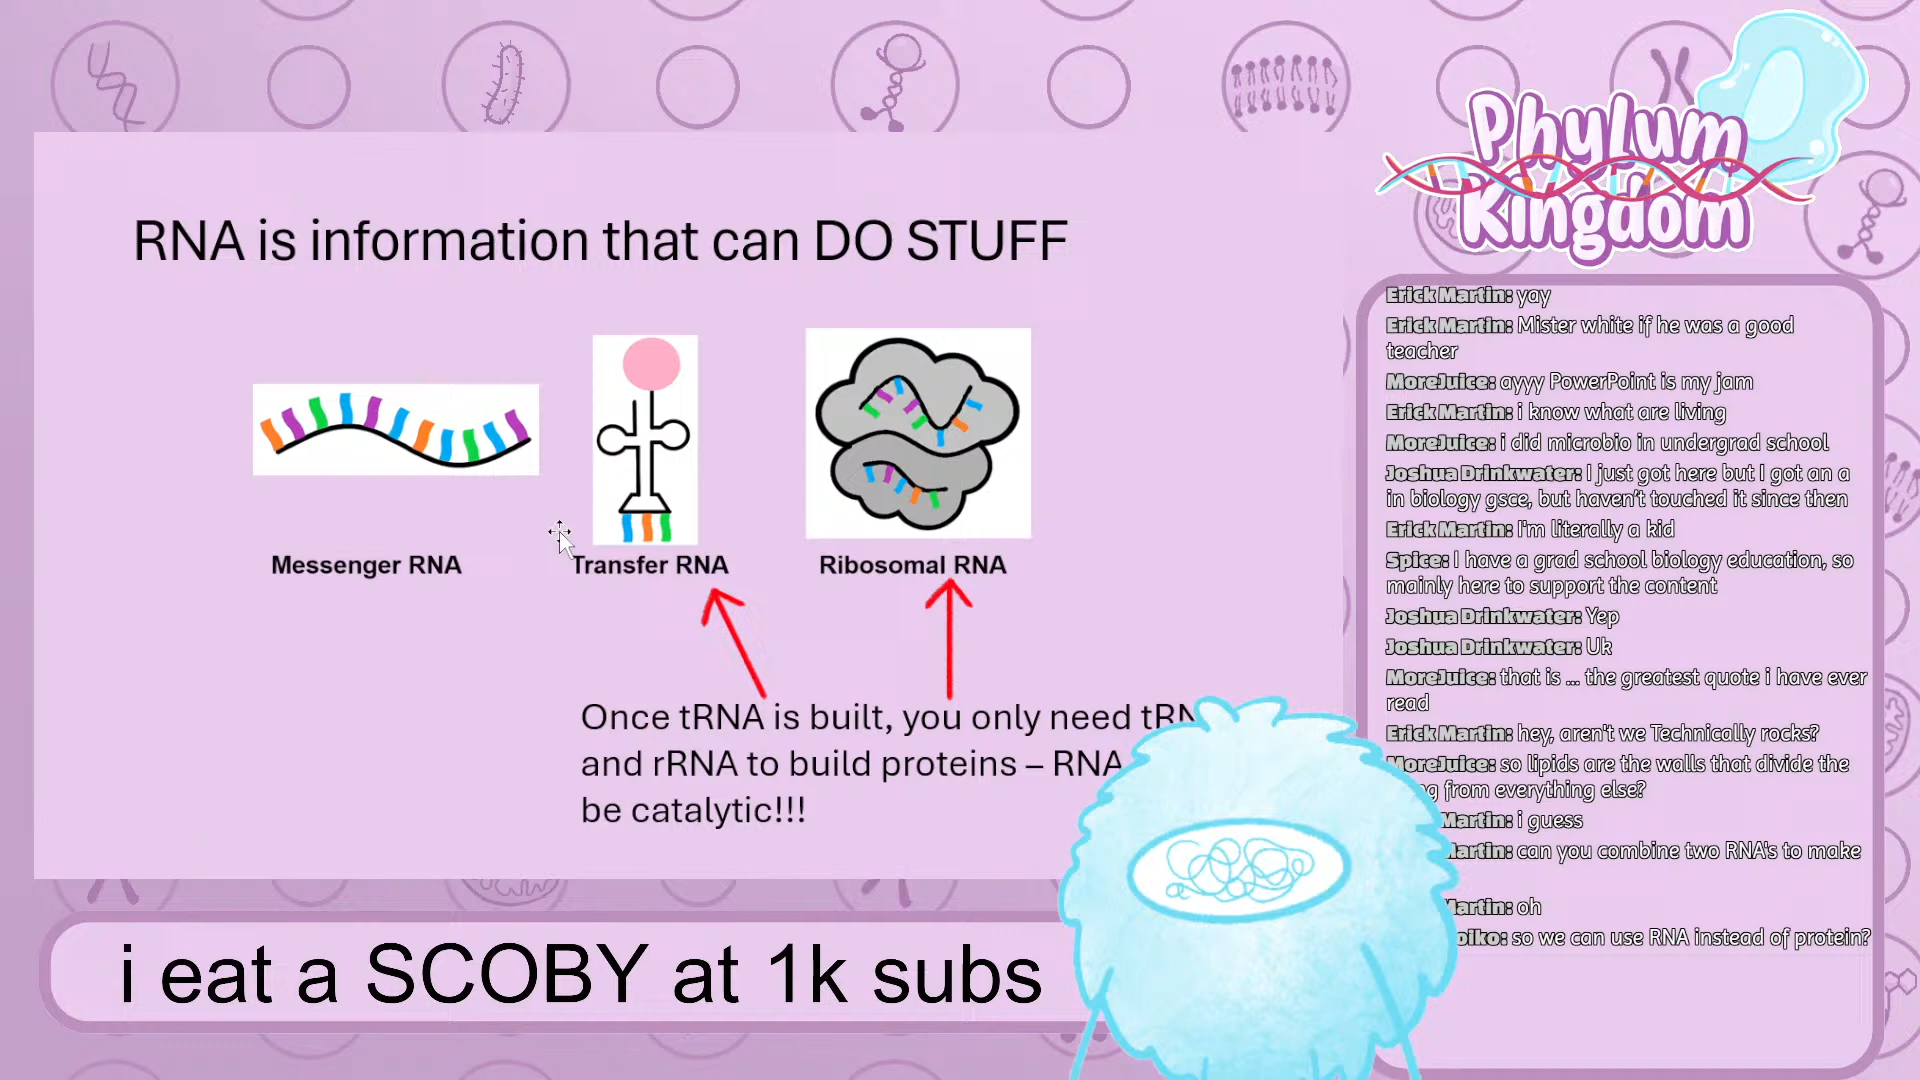 Phylum
Kingdom
RNA is information that can DO STUFF
Messenger RNA
Transfer RNA
Ribosomal RNA
Once tRNA is built, you only need
and rRNA to build proteins – RNA
be catalytic!!!
i eat a SCOBY at 1k subs
Erick Martin: yay
Erick Martin: Mister white if he was a good
teacher
MoreJuice: ayyy PowerPoint is my jam
Erick Martin: i know what are living
MoreJuice: i did microbio in undergrad school
Joshua Drinkwater: I just got here but I got an a
in biology gsce, but haven't touched it since then
Erick Martin: I'm literally a kid
Spice: I have a grad school biology education, so
mainly here to support the content
Joshua Drinkwater: Yep
Joshua Drinkwater: Uk
MoreJuice: that is ... the greatest quote i have ever
read
Erick Martin: hey, aren't we Technically rocks?
MoreJuice: so lipids are the walls that divide the
from everything else?
Martin: i guess
Martin: can you combine two RNA's to make
Martin: oh
so we can use RNA instead of protein?